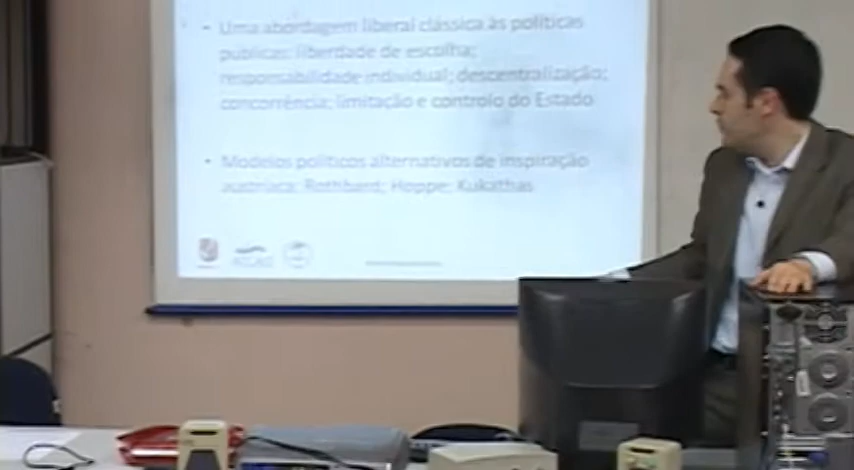 • Uma abordagem liberal clássica às políticas
públicas: liberdade de escolha;
responsabilidade individual; descentralização;
concorrência; limitação e controlo do Estado
• Modelos políticos alternativos de inspiração
austríaca: Rothbard; Hoppe; Kukathas